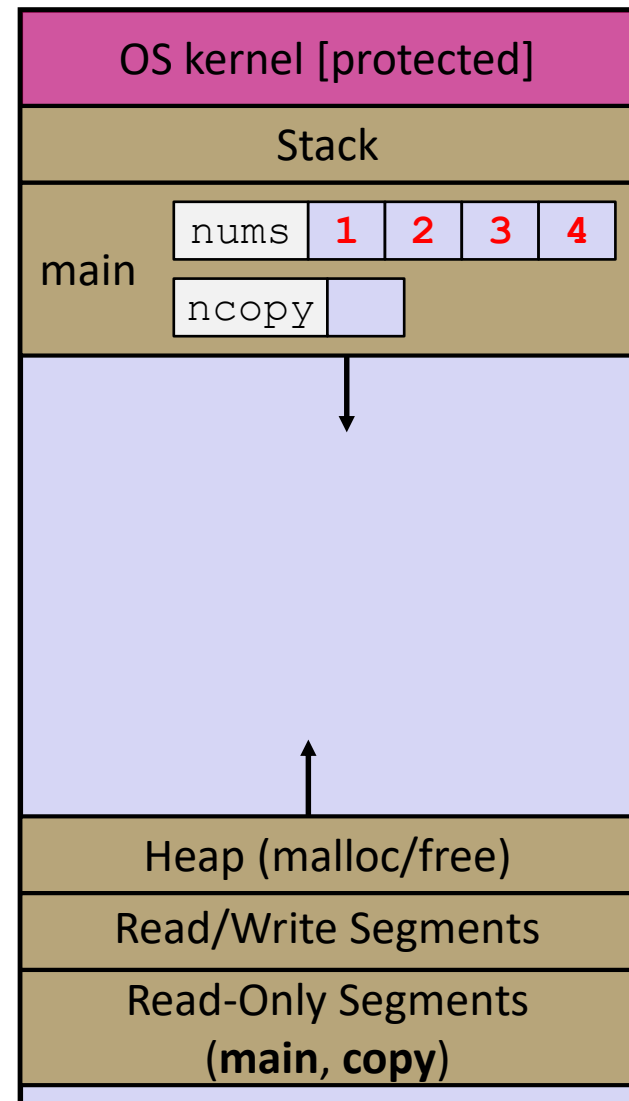 OS kernel [protected]
Stack
main
nums 1 2 3 4
ncopy
Heap (malloc/free)
Read/Write Segments
Read-Only Segments
(main, copy)